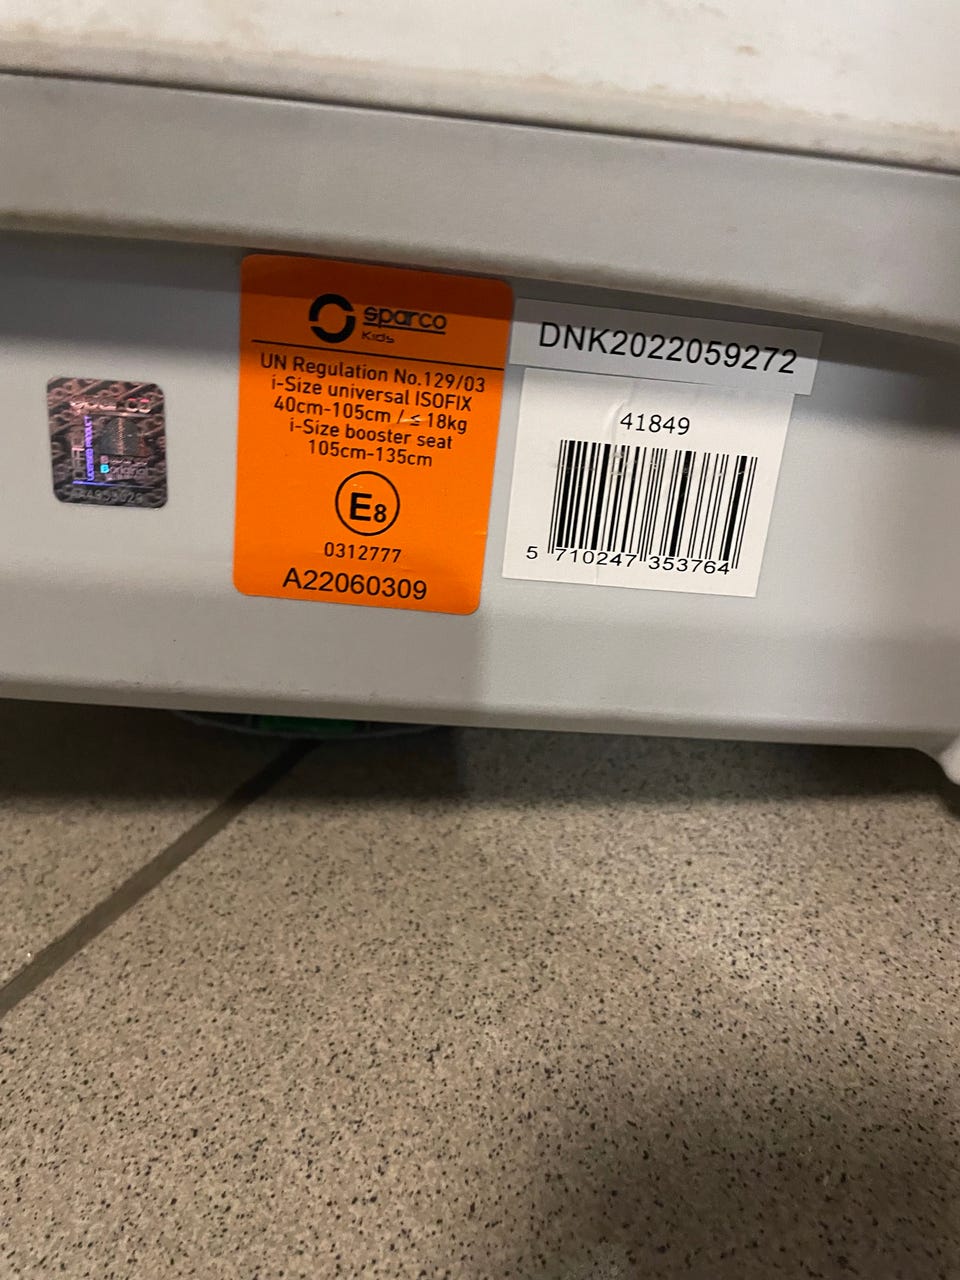 sparco
Kids
UN Regulation No.129/03
i-Size universal ISOFIX
40cm-105cm / ≤ 18kg
i-Size booster seat
105cm-135cm
E8
0312777
A22060309
DNK2022059272
41849
5 710247 353764